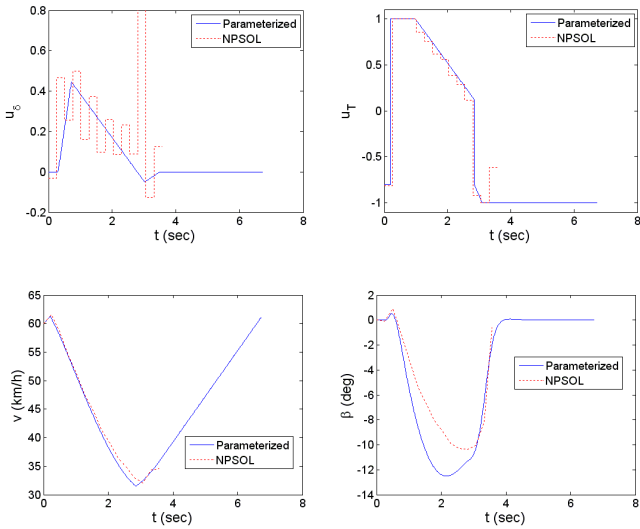 0.8
0.6
0.4
0.2
0
-0.2
0 2 4 6 8
u_δ
t (sec)
Parameterized
NPSOL
1
0.5
0
-0.5
-1
0 2 4 6 8
u_T
t (sec)
Parameterized
NPSOL
65
60
55
50
45
40
35
30
0 2 4 6 8
v (km/h)
t (sec)
Parameterized
NPSOL
2
0
-2
-4
-6
-8
-10
-12
-14
0 2 4 6 8
β (deg)
t (sec)
Parameterized
NPSOL